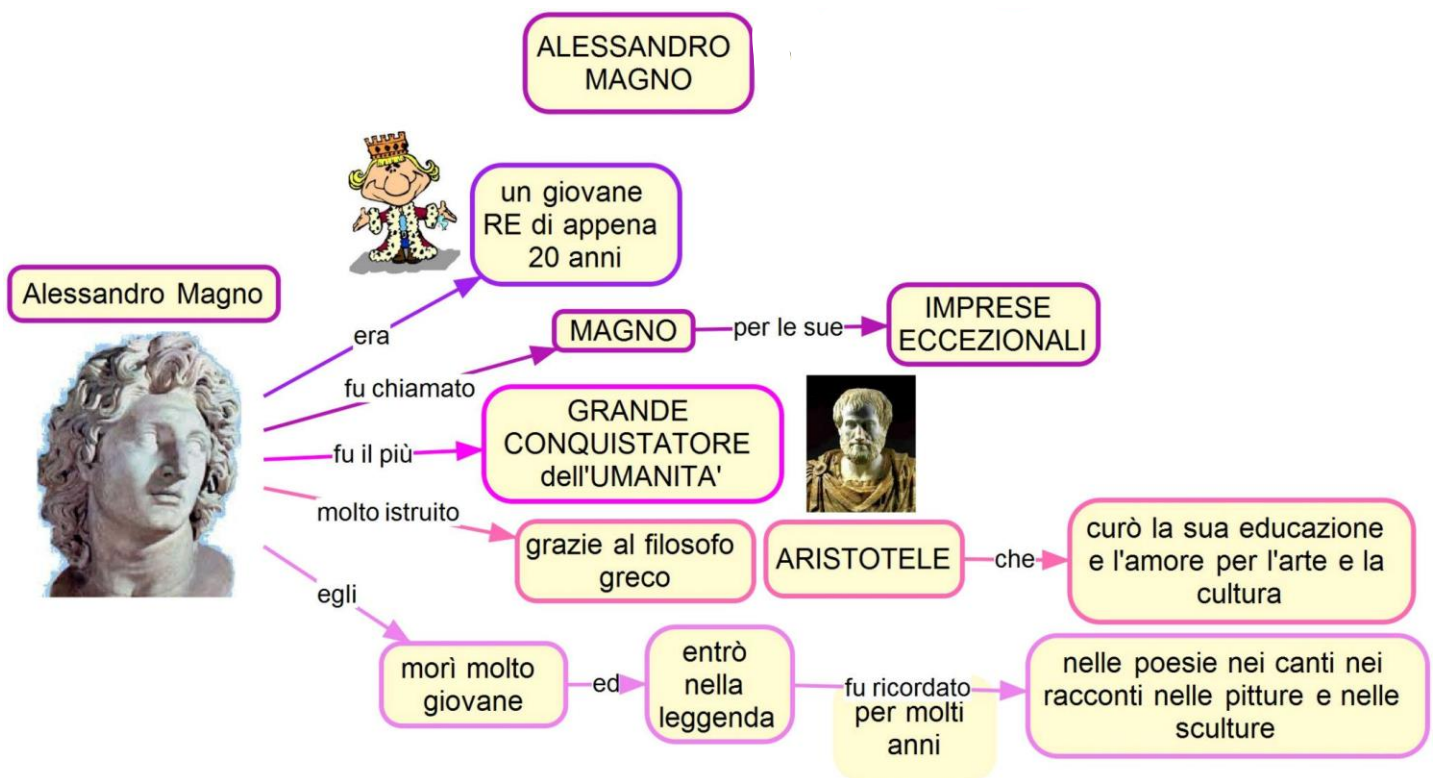 ALESSANDRO
MAGNO
un giovane
RE di appena
20 anni
Alessandro Magno
era
MAGNO
per le sue
IMPRESE
ECCEZIONALI
fu chiamato
GRANDE
CONQUISTATORE
dell'UMANITA'
fu il più
molto istruito
grazie al filosofo
greco
ARISTOTELE
che
curò la sua educazione
e l'amore per l'arte e la
cultura
egli
morì molto
giovane
ed
entrò
nella
leggenda
fu ricordato
per molti
anni
nelle poesie nei canti nei
racconti nelle pitture e nelle
sculture